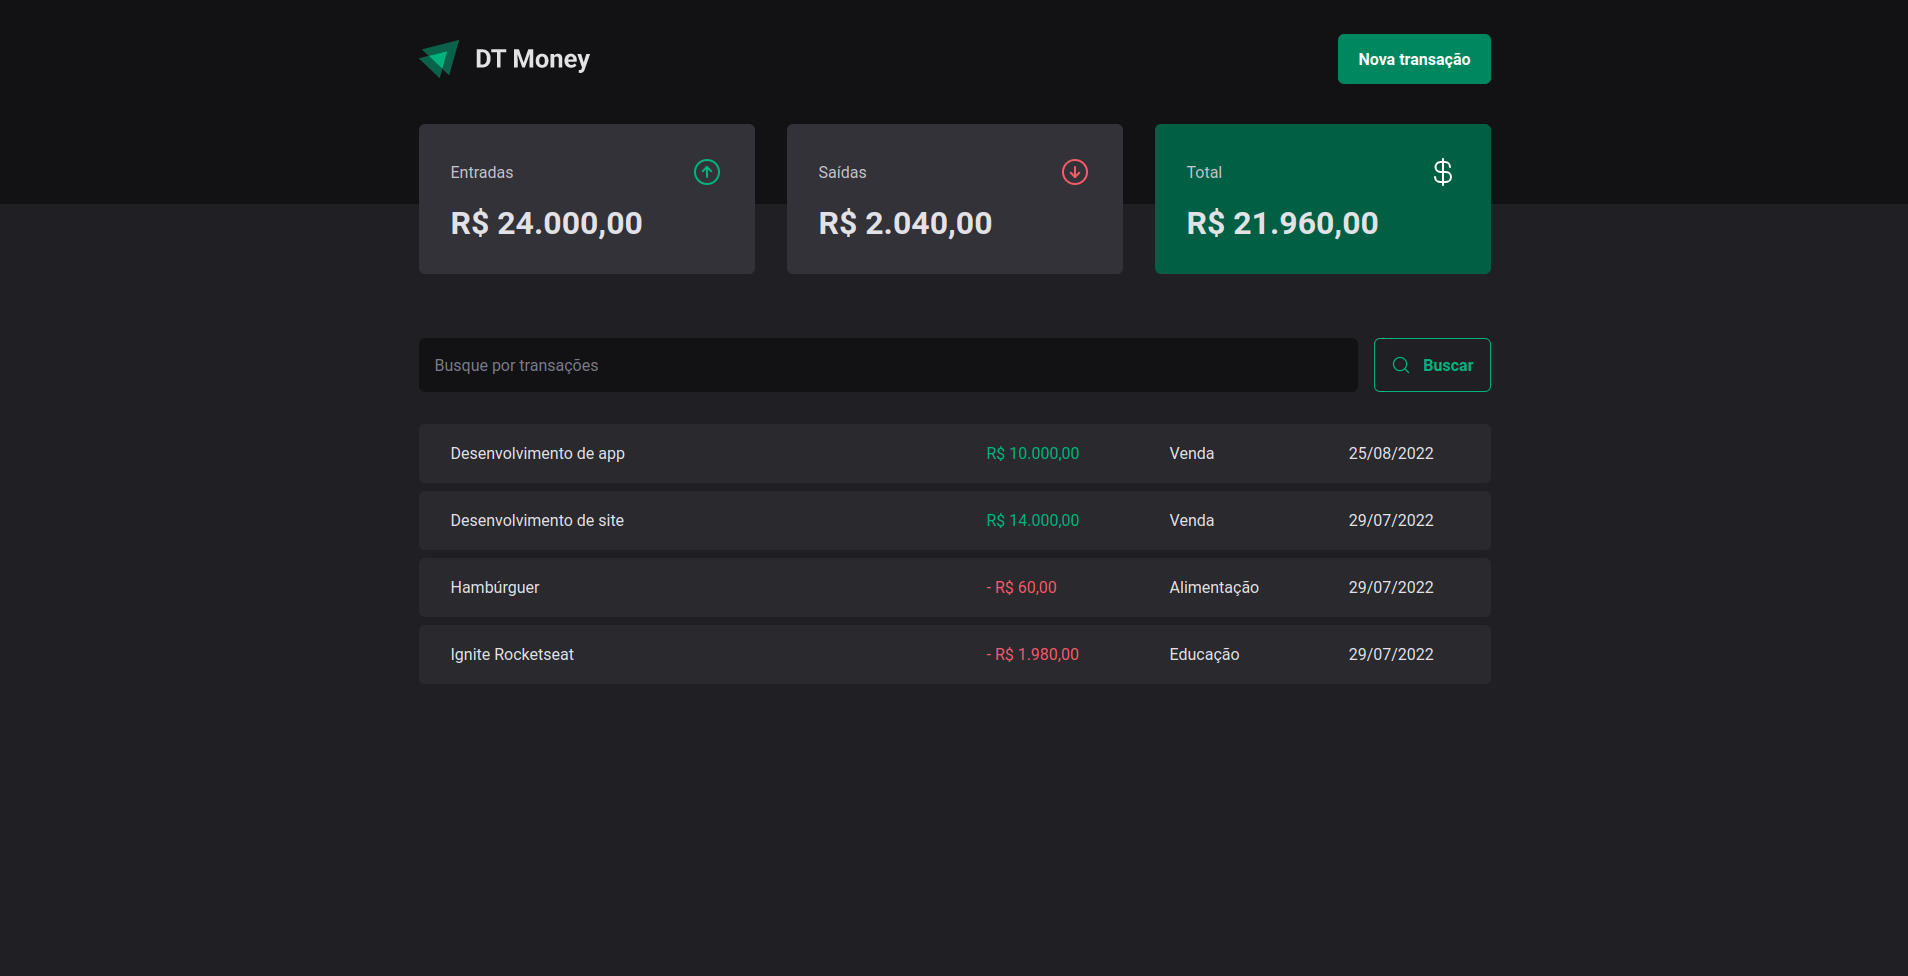 DT Money
Nova transação
Entradas
R$ 24.000,00
Saídas
R$ 2.040,00
Total
$
R$ 21.960,00
Busque por transações
Buscar
Desenvolvimento de app R$ 10.000,00 Venda 25/08/2022
Desenvolvimento de site R$ 14.000,00 Venda 29/07/2022
Hambúrguer - R$ 60,00 Alimentação 29/07/2022
Ignite Rocketseat - R$ 1.980,00 Educação 29/07/2022